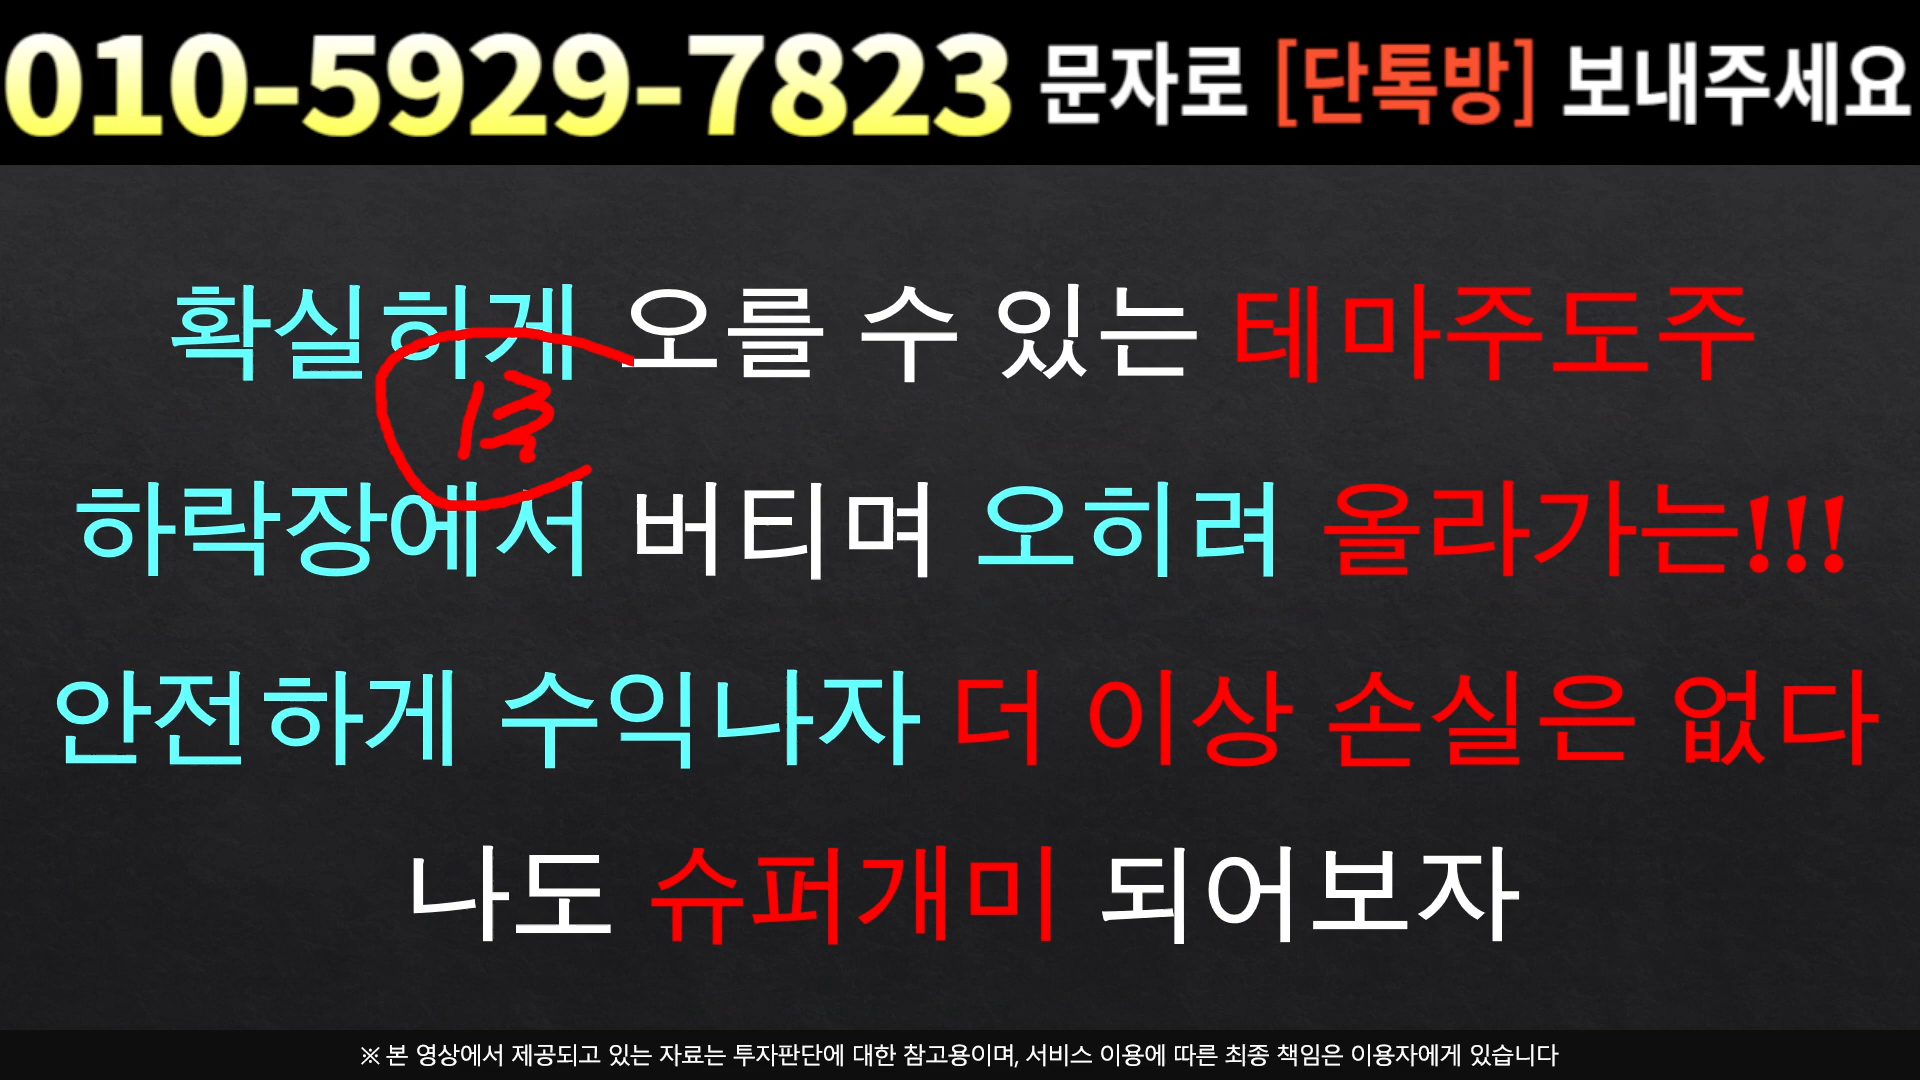 010-5929-7823 문자로 [단톡방] 보내주세요
확실하게 오를 수 있는 테마주도주
하락장에서 버티며 오히려 올라가는!!!
안전하게 수익나자 더 이상 손실은 없다
나도 슈퍼개미 되어보자
※ 본 영상에서 제공되고 있는 자료는 투자판단에 대한 참고용이며, 서비스 이용에 따른 최종 책임은 이용자에게 있습니다